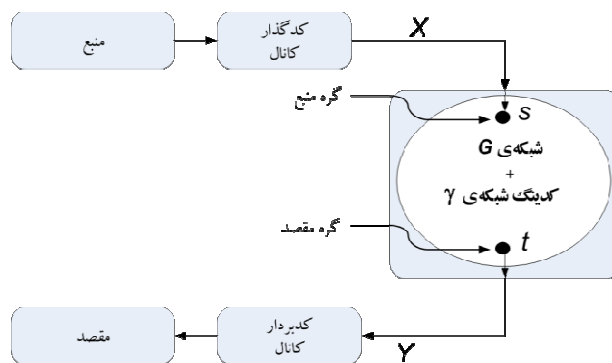 منبع
کدگذار
کانال
X
گره منبع
s
شبکه‌ی G
+
کدینگ شبکه‌ی γ
گره مقصد
t
مقصد
کدبردار
کانال
Y